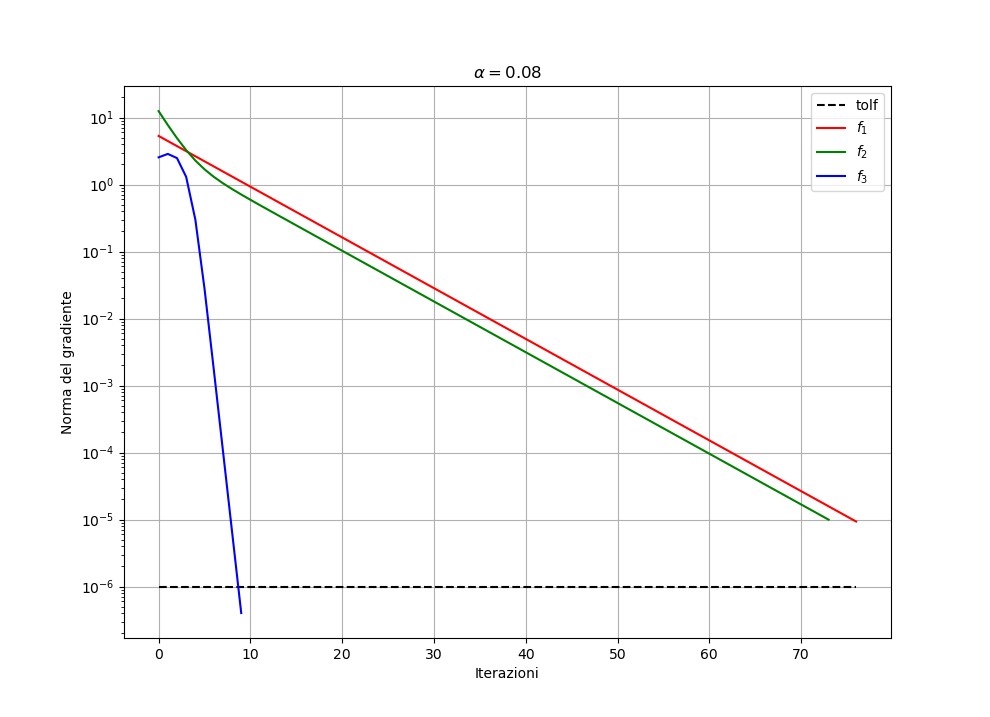 α = 0.08
tolf
f₁
f₂
f₃
Norma del gradiente
10¹
10⁰
10⁻¹
10⁻²
10⁻³
10⁻⁴
10⁻⁵
10⁻⁶
0 10 20 30 40 50 60 70
Iterazioni